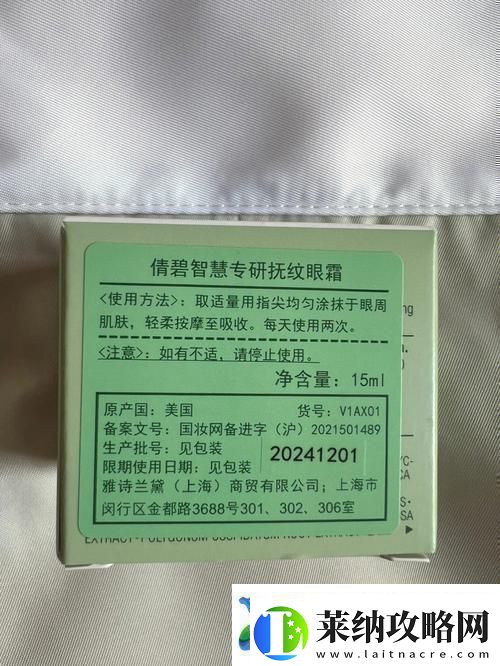 倩碧智慧专研抚纹眼霜
<使用方法>：取适量用指尖均匀涂抹于眼周
肌肤，轻柔按摩至吸收。每天使用两次。
<注意>：如有不适，请停止使用。
净含量：15ml
原产国：美国 货号：V1AX01
备案文号：国妆网备进字（沪）2021501489
生产批号：见包装
限期使用日期：见包装
20241201
雅诗兰黛（上海）商贸有限公司；上海市
闵行区金都路3688号301、302、306室
莱纳攻略网
www.laitnacre.com